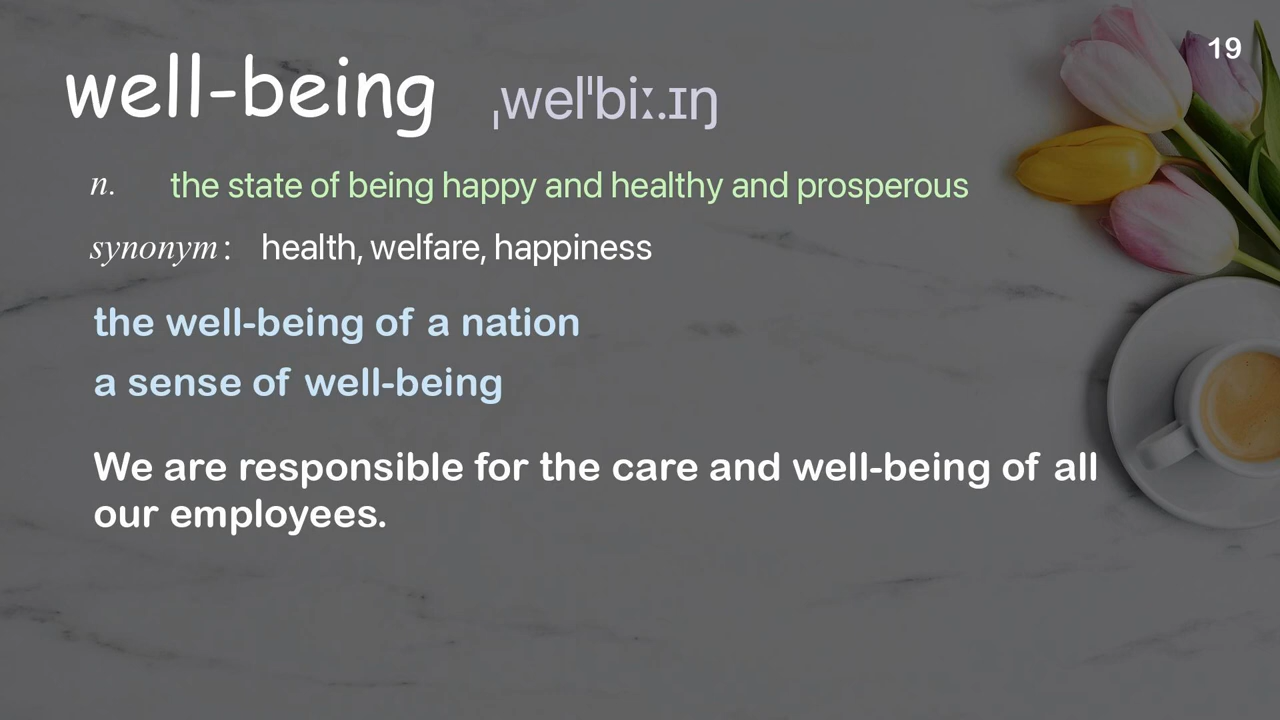 19
well-being ˌwelˈbiː.ɪŋ
n. the state of being happy and healthy and prosperous
synonym: health, welfare, happiness
the well-being of a nation
a sense of well-being
We are responsible for the care and well-being of all
our employees.